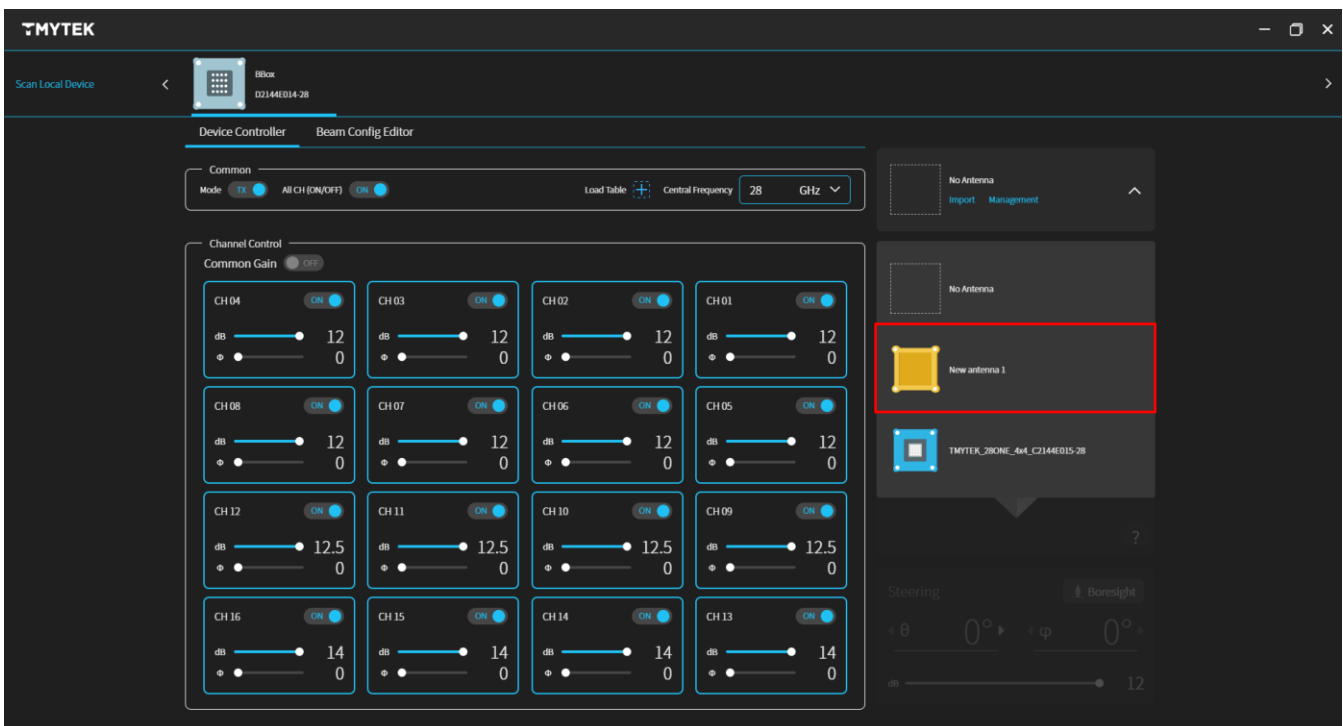 TMYTEK
Scan Local Device
BBox
D2144E014-28
Device Controller Beam Config Editor
Common
Mode TX All CH (ON/OFF) ON Load Table Central Frequency 28 GHz
No Antenna
Import Management
Channel Control
Common Gain OFF
No Antenna
CH 04 ON CH 03 ON CH 02 ON CH 01 ON
dB 12 dB 12 dB 12 dB 12
Φ 0 Φ 0 Φ 0 Φ 0
New antenna 1
CH 08 ON CH 07 ON CH 06 ON CH 05 ON
dB 12 dB 12 dB 12 dB 12
Φ 0 Φ 0 Φ 0 Φ 0
TMYTEK_28ONE_4x4_C2144E015-28
CH 12 ON CH 11 ON CH 10 ON CH 09 ON
dB 12.5 dB 12.5 dB 12.5 dB 12.5
Φ 0 Φ 0 Φ 0 Φ 0
?
Steering Boresight
CH 16 ON CH 15 ON CH 14 ON CH 13 ON
θ 0° φ 0°
dB 14 dB 14 dB 14 dB 14
Φ 0 Φ 0 Φ 0 Φ 0
dB 12